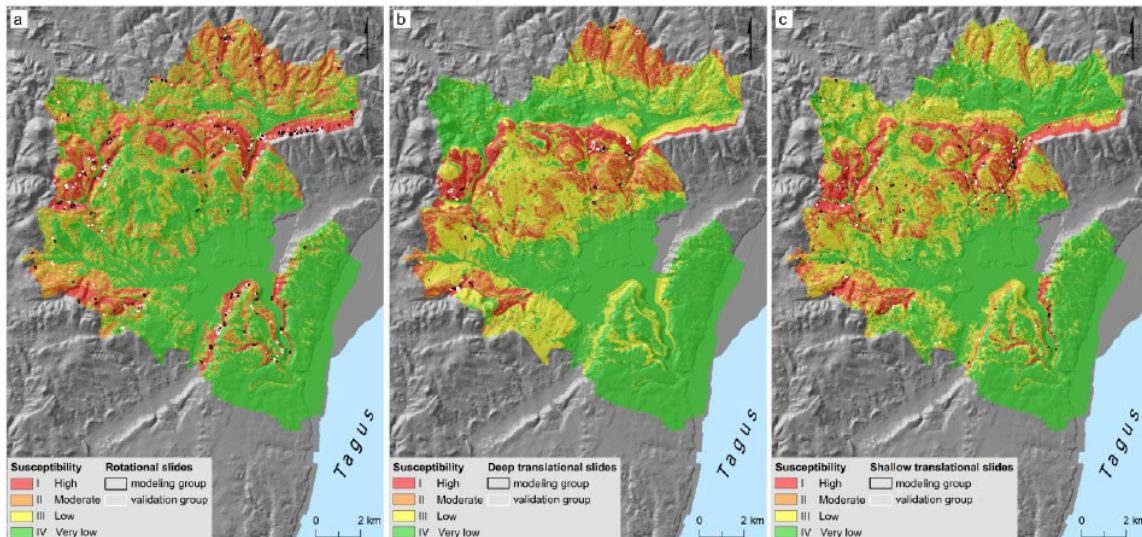 a
Tagus
Susceptibility Rotational slides
I High modeling group
II Moderate validation group
III Low
IV Very low
0 2 km
b
Tagus
Susceptibility Deep translational slides
I High modeling group
II Moderate validation group
III Low
IV Very low
0 2 km
c
Tagus
Susceptibility Shallow translational slides
I High modeling group
II Moderate validation group
III Low
IV Very low
0 2 km